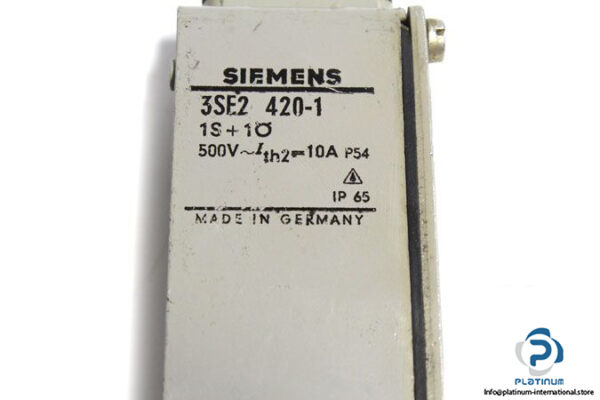 SIEMENS
3SE2 420-1
1S+1Ö
500V~Ith2=10A P54
IP 65
MADE IN GERMANY
PLATINUM
INTERNATIONAL
info@platinum-international.store